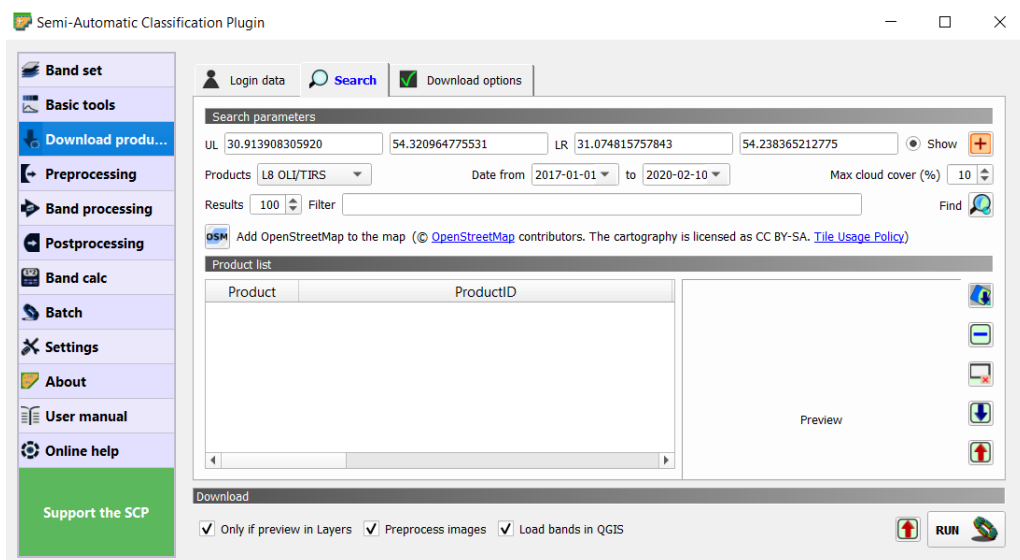 Semi-Automatic Classification Plugin
Band set
Basic tools
Download produ...
Preprocessing
Band processing
Postprocessing
Band calc
Batch
Settings
About
User manual
Online help
Support the SCP
Login data Search Download options
Search parameters
UL 30.913908305920 54.320964775531 LR 31.074815757843 54.238365212775 Show
Products L8 OLI/TIRS Date from 2017-01-01 to 2020-02-10 Max cloud cover (%) 10
Results 100 Filter Find
OSM Add OpenStreetMap to the map (© OpenStreetMap contributors. The cartography is licensed as CC BY-SA. Tile Usage Policy)
Product list
Product ProductID
Preview
Download
Only if preview in Layers Preprocess images Load bands in QGIS RUN